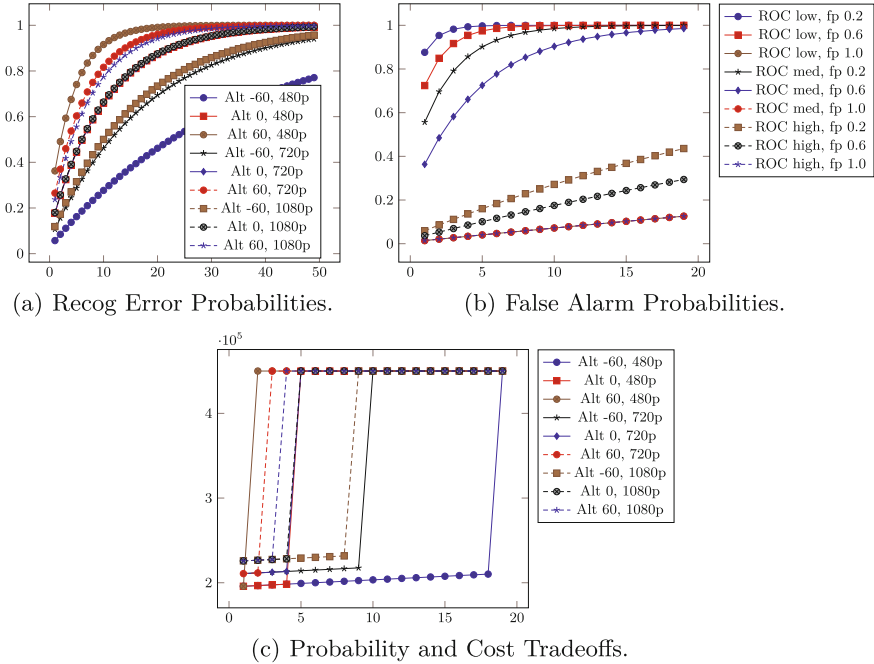 1
0.8
0.6
0.4
0.2
0
0 10 20 30 40 50
Alt -60, 480p
Alt 0, 480p
Alt 60, 480p
Alt -60, 720p
Alt 0, 720p
Alt 60, 720p
Alt -60, 1080p
Alt 0, 1080p
Alt 60, 1080p
(a) Recog Error Probabilities.
1
0.8
0.6
0.4
0.2
0
0 5 10 15 20
ROC low, fp 0.2
ROC low, fp 0.6
ROC low, fp 1.0
ROC med, fp 0.2
ROC med, fp 0.6
ROC med, fp 1.0
ROC high, fp 0.2
ROC high, fp 0.6
ROC high, fp 1.0
(b) False Alarm Probabilities.
·10⁵
4
3
2
0 5 10 15 20
Alt -60, 480p
Alt 0, 480p
Alt 60, 480p
Alt -60, 720p
Alt 0, 720p
Alt 60, 720p
Alt -60, 1080p
Alt 0, 1080p
Alt 60, 1080p
(c) Probability and Cost Tradeoffs.